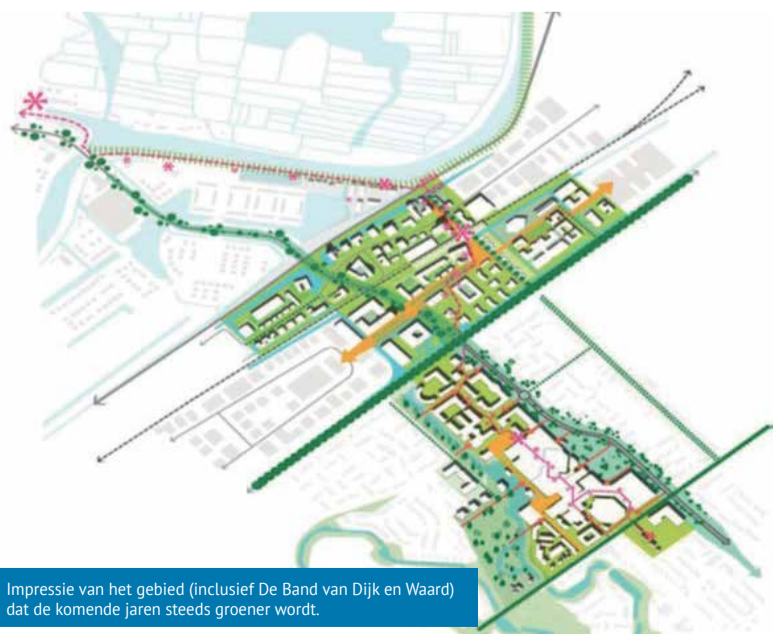 Impressie van het gebied (inclusief De Band van Dijk en Waard)
dat de komende jaren steeds groener wordt.